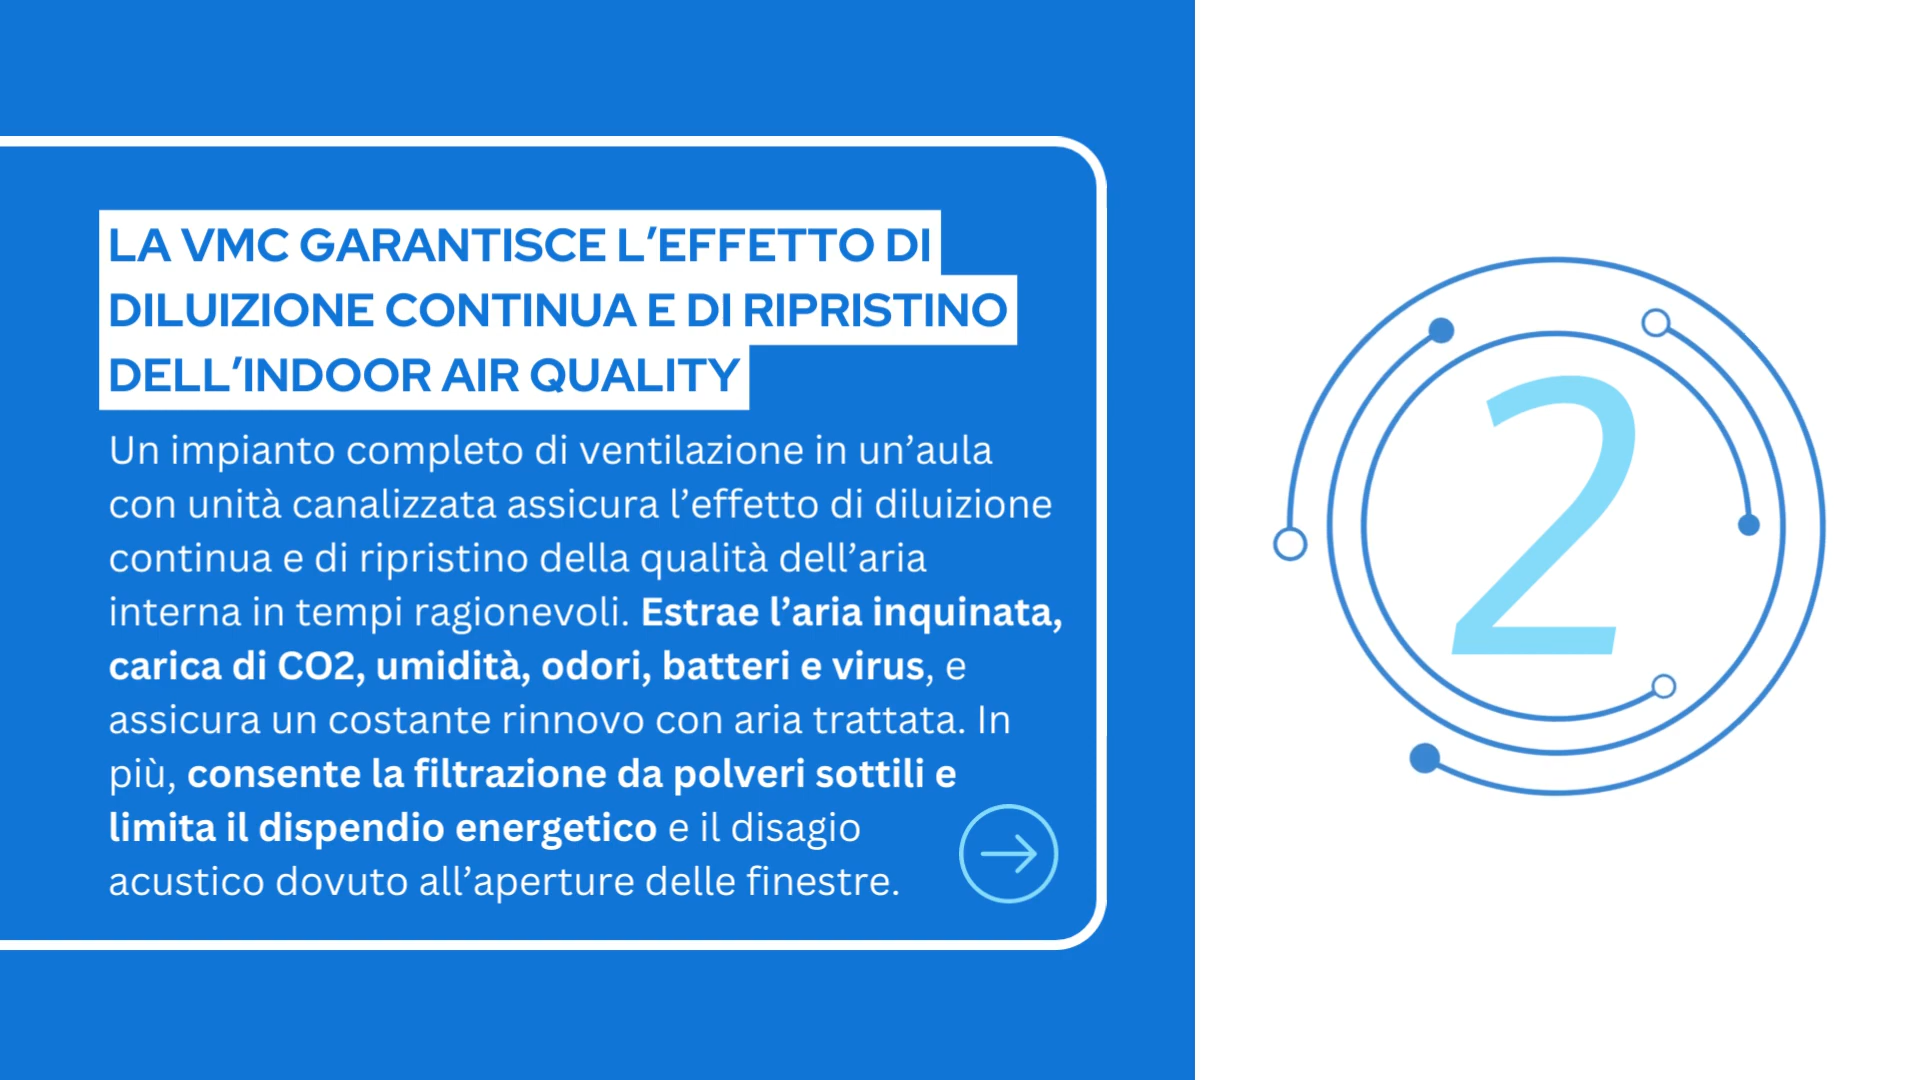 LA VMC GARANTISCE L’EFFETTO DI
DILUIZIONE CONTINUA E DI RIPRISTINO
DELL’INDOOR AIR QUALITY
Un impianto completo di ventilazione in un’aula
con unità canalizzata assicura l’effetto di diluizione
continua e di ripristino della qualità dell’aria
interna in tempi ragionevoli. Estrae l’aria inquinata,
carica di CO2, umidità, odori, batteri e virus, e
assicura un costante rinnovo con aria trattata. In
più, consente la filtrazione da polveri sottili e
limita il dispendio energetico e il disagio
acustico dovuto all’aperture delle finestre.
2